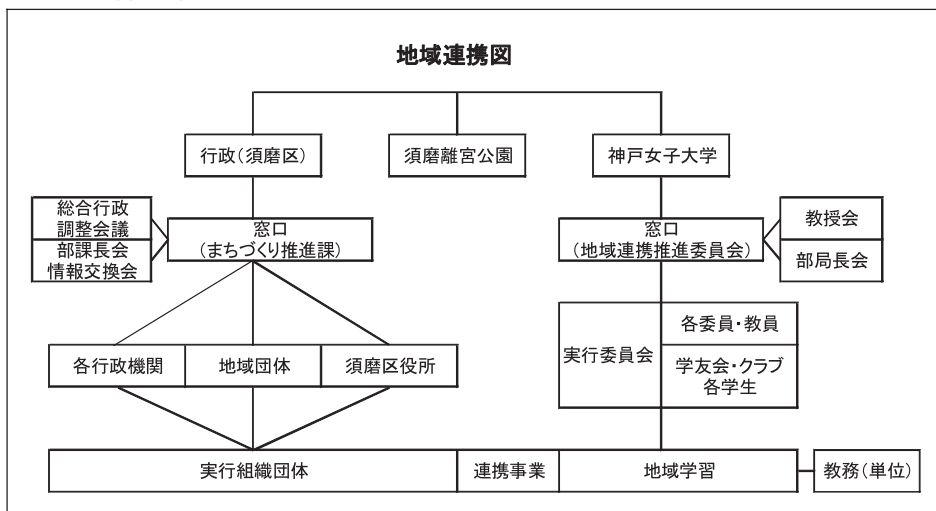 地域連携図
行政(須磨区)
須磨離宮公園
神戸女子大学
総合行政
調整会議
部課長会
情報交換会
窓口
(まちづくり推進課)
窓口
(地域連携推進委員会)
教授会
部局長会
各行政機関
地域団体
須磨区役所
実行委員会
各委員・教員
学友会・クラブ
各学生
実行組織団体
連携事業
地域学習
教務(単位)